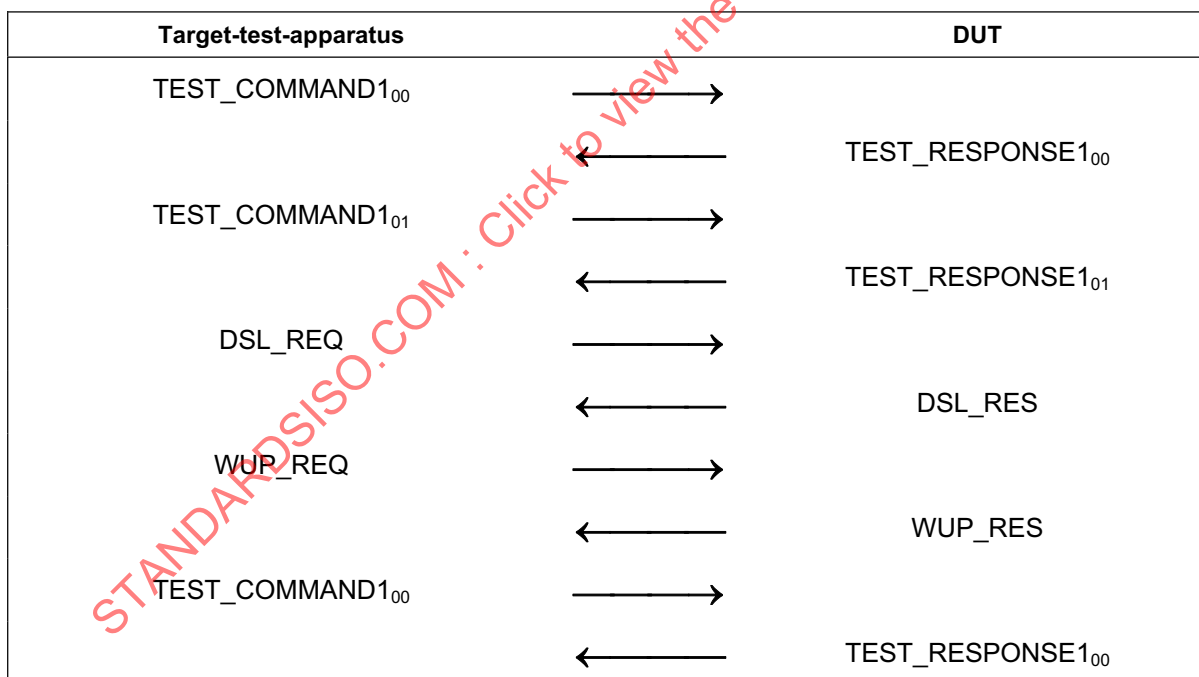 Target-test-apparatus DUT
TEST_COMMAND1₀₀
TEST_RESPONSE1₀₀
TEST_COMMAND1₀₁
TEST_RESPONSE1₀₁
DSL_REQ
DSL_RES
WUP_REQ
WUP_RES
TEST_COMMAND1₀₀
TEST_RESPONSE1₀₀
STANDARDSISO.COM : Click to view the